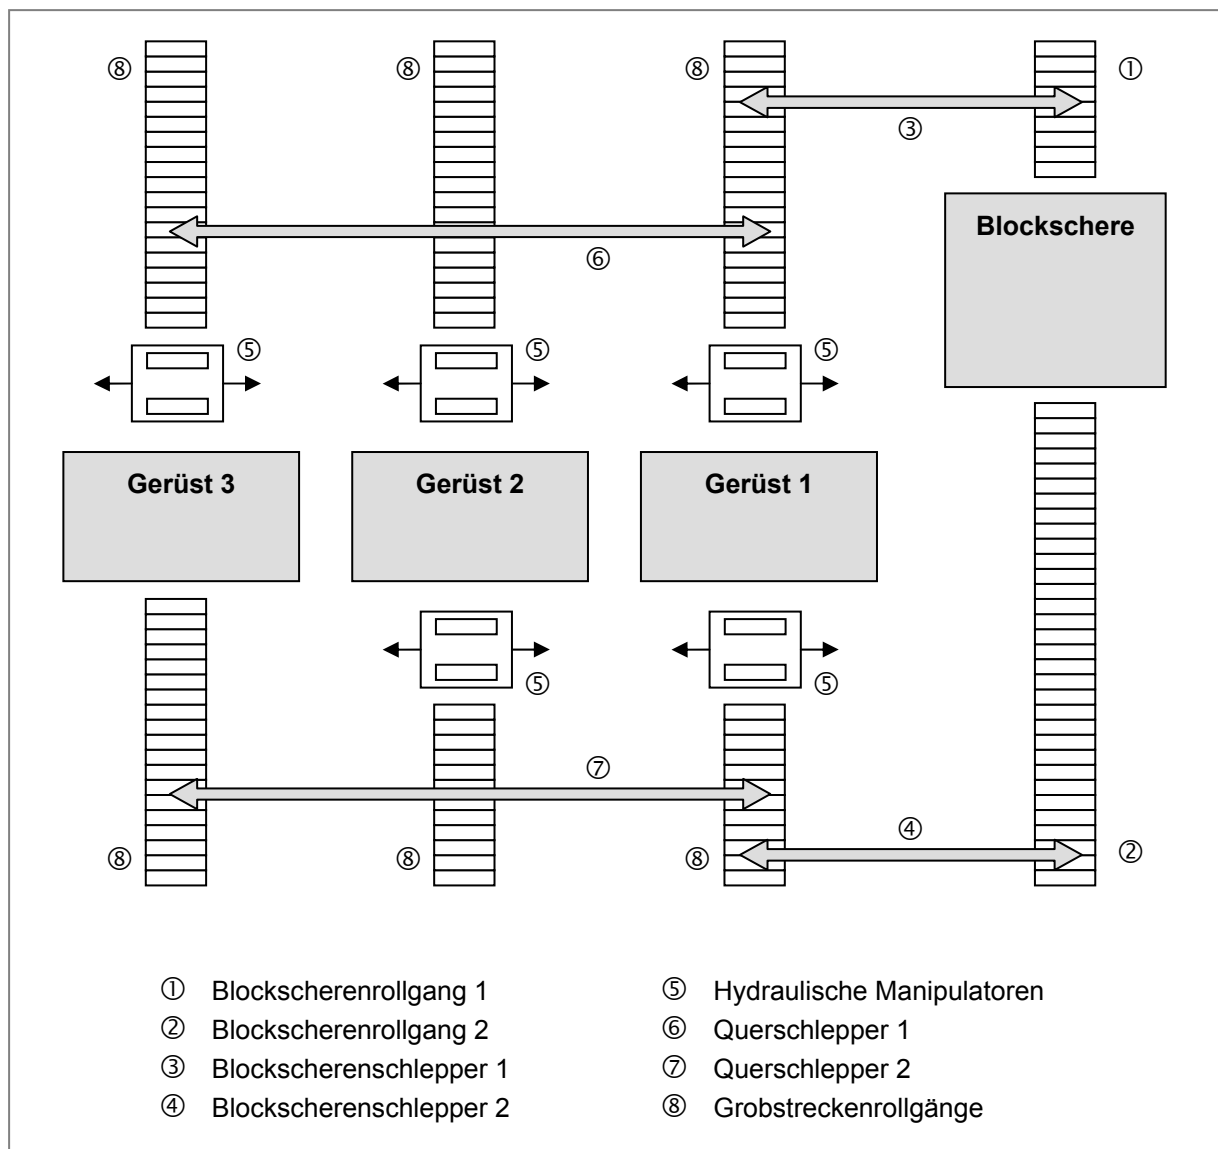 ⑧ ⑧ ⑧ ①
③
Blockschere
⑥
⑤ ⑤ ⑤
Gerüst 3 Gerüst 2 Gerüst 1
⑤ ⑤
⑦
④
⑧ ⑧ ⑧ ②
① Blockscherenrollgang 1
② Blockscherenrollgang 2
③ Blockscherenschlepper 1
④ Blockscherenschlepper 2
⑤ Hydraulische Manipulatoren
⑥ Querschlepper 1
⑦ Querschlepper 2
⑧ Grobstreckenrollgänge